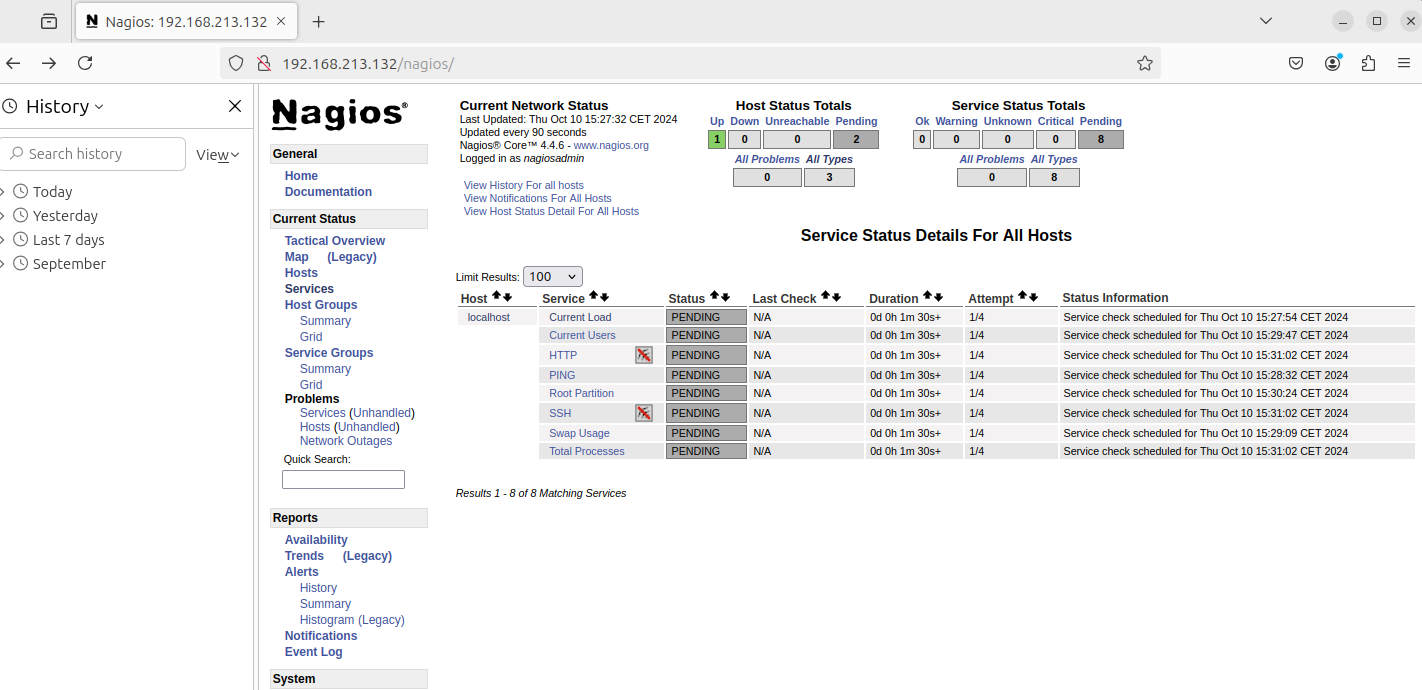 Nagios: 192.168.213.132
192.168.213.132/nagios/
History
Search history
View
Today
Yesterday
Last 7 days
September
Nagios®
General
Home
Documentation
Current Status
Tactical Overview
Map (Legacy)
Hosts
Services
Host Groups
Summary
Grid
Service Groups
Summary
Grid
Problems
Services (Unhandled)
Hosts (Unhandled)
Network Outages
Quick Search:
Reports
Availability
Trends (Legacy)
Alerts
History
Summary
Histogram (Legacy)
Notifications
Event Log
System
Current Network Status
Last Updated: Thu Oct 10 15:27:32 CET 2024
Updated every 90 seconds
Nagios® Core™ 4.4.6 - www.nagios.org
Logged in as nagiosadmin
View History For all hosts
View Notifications For All Hosts
View Host Status Detail For All Hosts
Host Status Totals
Up Down Unreachable Pending
1 0 0 2
All Problems All Types
0 3
Service Status Totals
Ok Warning Unknown Critical Pending
0 0 0 0 8
All Problems All Types
0 8
Service Status Details For All Hosts
Limit Results: 100
Host Service Status Last Check Duration Attempt Status Information
localhost Current Load PENDING N/A 0d 0h 1m 30s+ 1/4 Service check scheduled for Thu Oct 10 15:27:54 CET 2024
Current Users PENDING N/A 0d 0h 1m 30s+ 1/4 Service check scheduled for Thu Oct 10 15:29:47 CET 2024
HTTP PENDING N/A 0d 0h 1m 30s+ 1/4 Service check scheduled for Thu Oct 10 15:31:02 CET 2024
PING PENDING N/A 0d 0h 1m 30s+ 1/4 Service check scheduled for Thu Oct 10 15:28:32 CET 2024
Root Partition PENDING N/A 0d 0h 1m 30s+ 1/4 Service check scheduled for Thu Oct 10 15:30:24 CET 2024
SSH PENDING N/A 0d 0h 1m 30s+ 1/4 Service check scheduled for Thu Oct 10 15:31:02 CET 2024
Swap Usage PENDING N/A 0d 0h 1m 30s+ 1/4 Service check scheduled for Thu Oct 10 15:29:09 CET 2024
Total Processes PENDING N/A 0d 0h 1m 30s+ 1/4 Service check scheduled for Thu Oct 10 15:31:02 CET 2024
Results 1 - 8 of 8 Matching Services